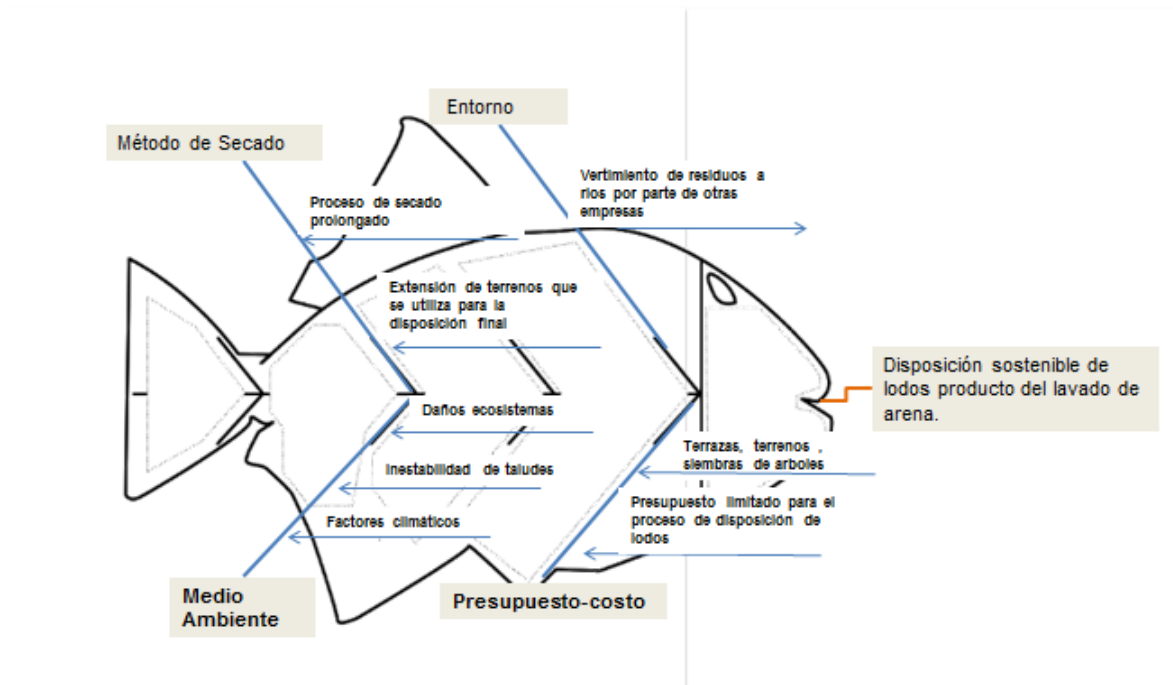 Entorno
Método de Secado
Vertimiento de residuos a
rios por parte de otras
empresas
Proceso de secado
prolongado
Extensión de terrenos que
se utiliza para la
disposición final
Disposición sostenible de
lodos producto del lavado de
arena.
Daños ecosistemas
Terrazas, terrenos ,
siembras de arboles
Inestabilidad de taludes
Presupuesto limitado para el
proceso de disposición de
lodos
Factores climáticos
Medio
Ambiente
Presupuesto-costo